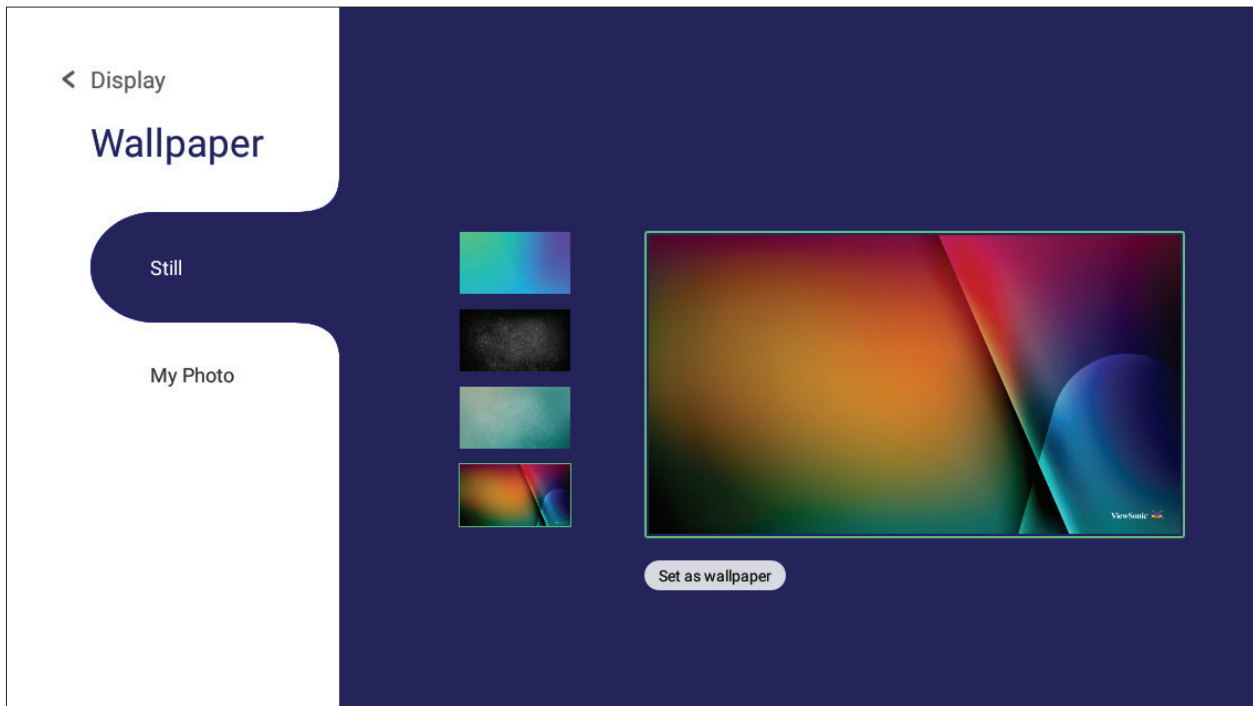 Display
Wallpaper
Still
My Photo
ViewSonic
Set as wallpaper